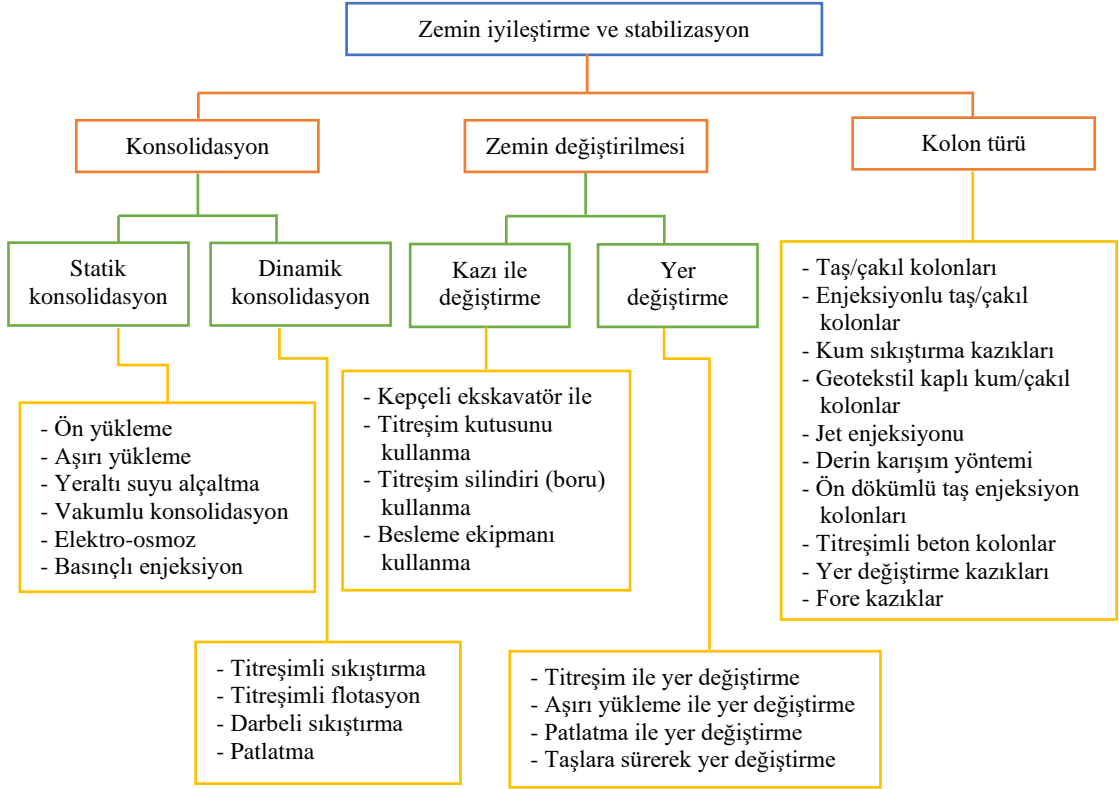 Zemin iyileştirme ve stabilizasyon
Konsolidasyon
Zemin değiştirilmesi
Kolon türü
Statik
konsolidasyon
Dinamik
konsolidasyon
Kazı ile
değiştirme
Yer
değiştirme
- Ön yükleme
- Aşırı yükleme
- Yeraltı suyu alçaltma
- Vakumlu konsolidasyon
- Elektro-osmoz
- Basınçlı enjeksiyon
- Titreşimli sıkıştırma
- Titreşimli flotasyon
- Darbeli sıkıştırma
- Patlatma
- Kepçeli ekskavatör ile
- Titreşim kutusunu
kullanma
- Titreşim silindiri (boru)
kullanma
- Besleme ekipmanı
kullanma
- Titreşim ile yer değiştirme
- Aşırı yükleme ile yer değiştirme
- Patlatma ile yer değiştirme
- Taşlara sürerek yer değiştirme
- Taş/çakıl kolonları
- Enjeksiyonlu taş/çakıl
kolonlar
- Kum sıkıştırma kazıkları
- Geotekstil kaplı kum/çakıl
kolonlar
- Jet enjeksiyonu
- Derin karışım yöntemi
- Ön dökümlü taş enjeksiyon
kolonları
- Titreşimli beton kolonlar
- Yer değiştirme kazıkları
- Fore kazıklar